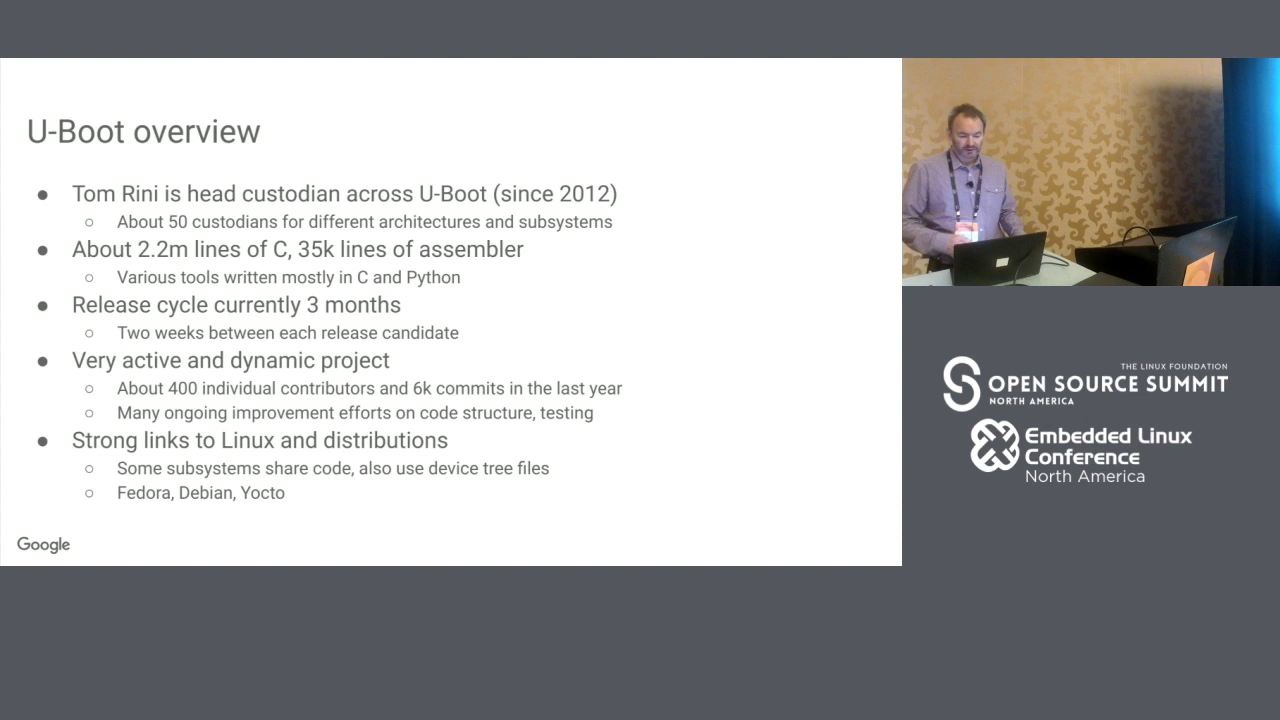 U-Boot overview
● Tom Rini is head custodian across U-Boot (since 2012)
○ About 50 custodians for different architectures and subsystems
● About 2.2m lines of C, 35k lines of assembler
○ Various tools written mostly in C and Python
● Release cycle currently 3 months
○ Two weeks between each release candidate
● Very active and dynamic project
○ About 400 individual contributors and 6k commits in the last year
○ Many ongoing improvement efforts on code structure, testing
● Strong links to Linux and distributions
○ Some subsystems share code, also use device tree files
○ Fedora, Debian, Yocto
Google
THE LINUX FOUNDATION
OPEN SOURCE SUMMIT
NORTH AMERICA
Embedded Linux
Conference
North America